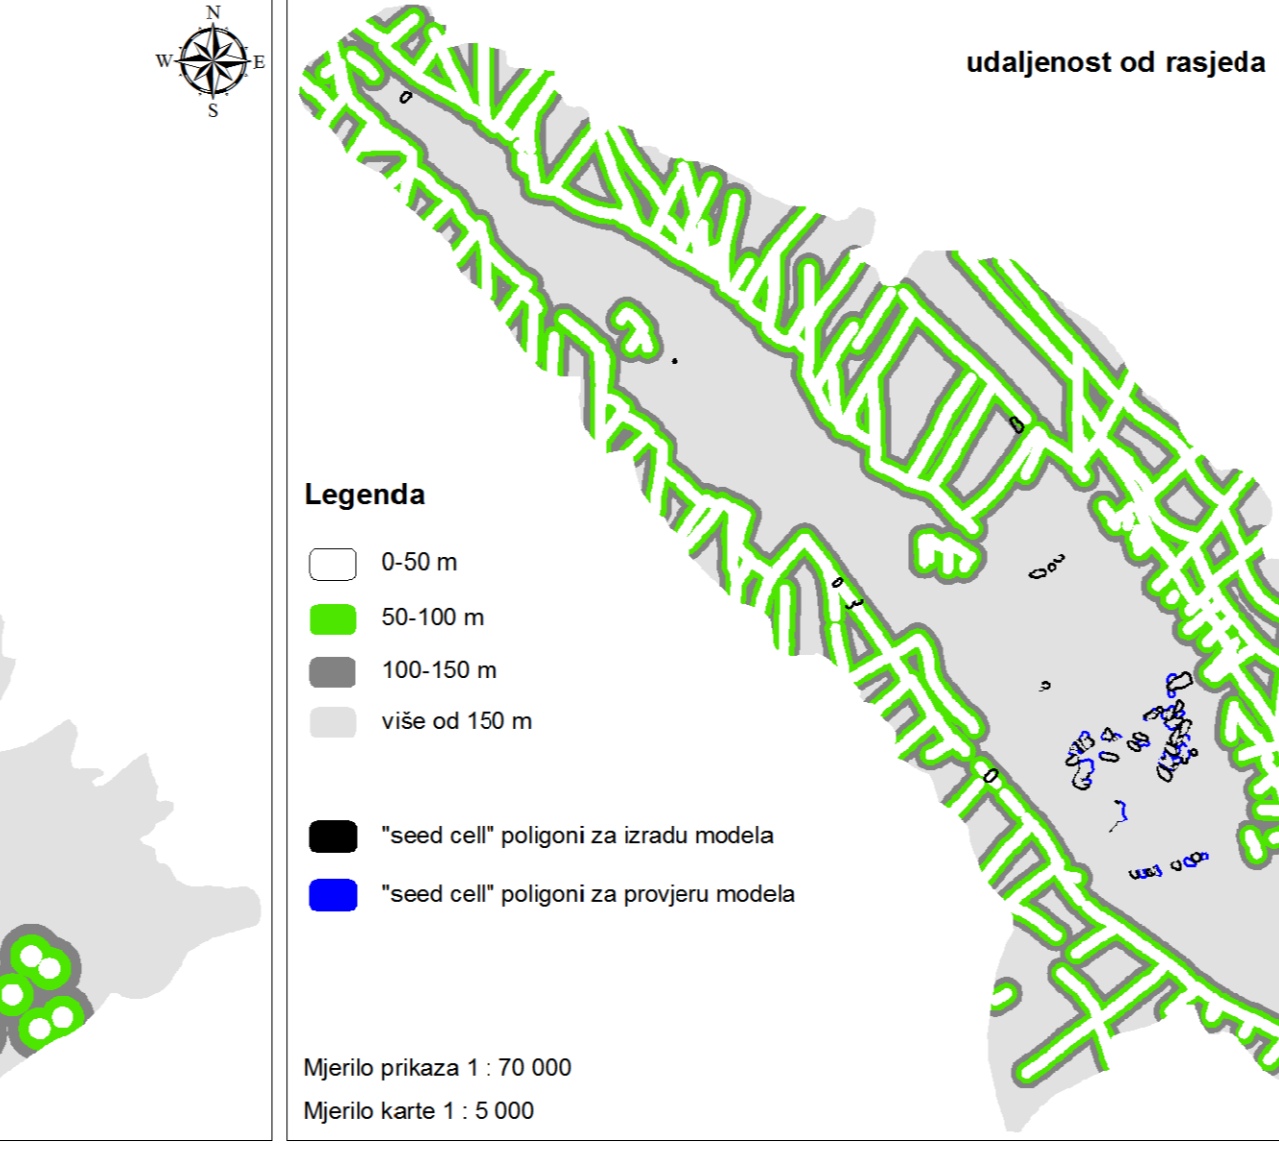 N
W E
S
udaljenost od rasjeda
Legenda
0-50 m
50-100 m
100-150 m
više od 150 m
"seed cell" poligoni za izradu modela
"seed cell" poligoni za provjeru modela
Mjerilo prikaza 1 : 70 000
Mjerilo karte 1 : 5 000